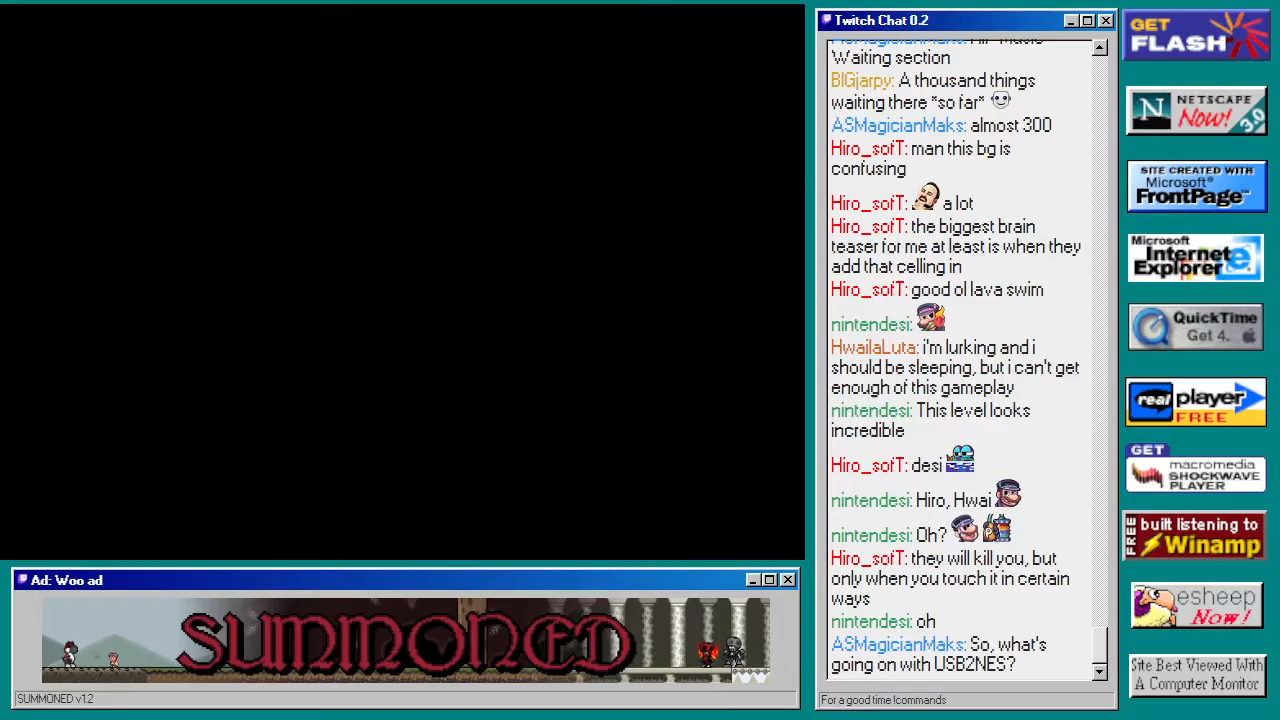 Twitch Chat 0.2
Waiting section
BIGjarpy: A thousand things
waiting there *so far*
ASMagicianMaks: almost 300
Hiro_sofT: man this bg is
confusing
Hiro_sofT: a lot
Hiro_sofT: the biggest brain
teaser for me at least is when they
add that celling in
Hiro_sofT: good ol lava swim
nintendesi:
HwailaLuta: i'm lurking and i
should be sleeping, but i can't get
enough of this gameplay
nintendesi: This level looks
incredible
Hiro_sofT: desi
nintendesi: Hiro, Hwai
nintendesi: Oh?
Hiro_sofT: they will kill you, but
only when you touch it in certain
ways
nintendesi: oh
ASMagicianMaks: So, what's
going on with USB2NES?
For a good time !commands
Ad: Woo ad
SUMMONED
SUMMONED v1.2
GET
FLASH
N NETSCAPE
Now! 3.0
SITE CREATED WITH
Microsoft
FrontPage™
Microsoft
Internet
Explorer
QuickTime
Get 4.
real player
FREE
GET
macromedia
SHOCKWAVE
PLAYER
FREE
built listening to
Winamp
esheep
Now!
Site Best Viewed With
A Computer Monitor